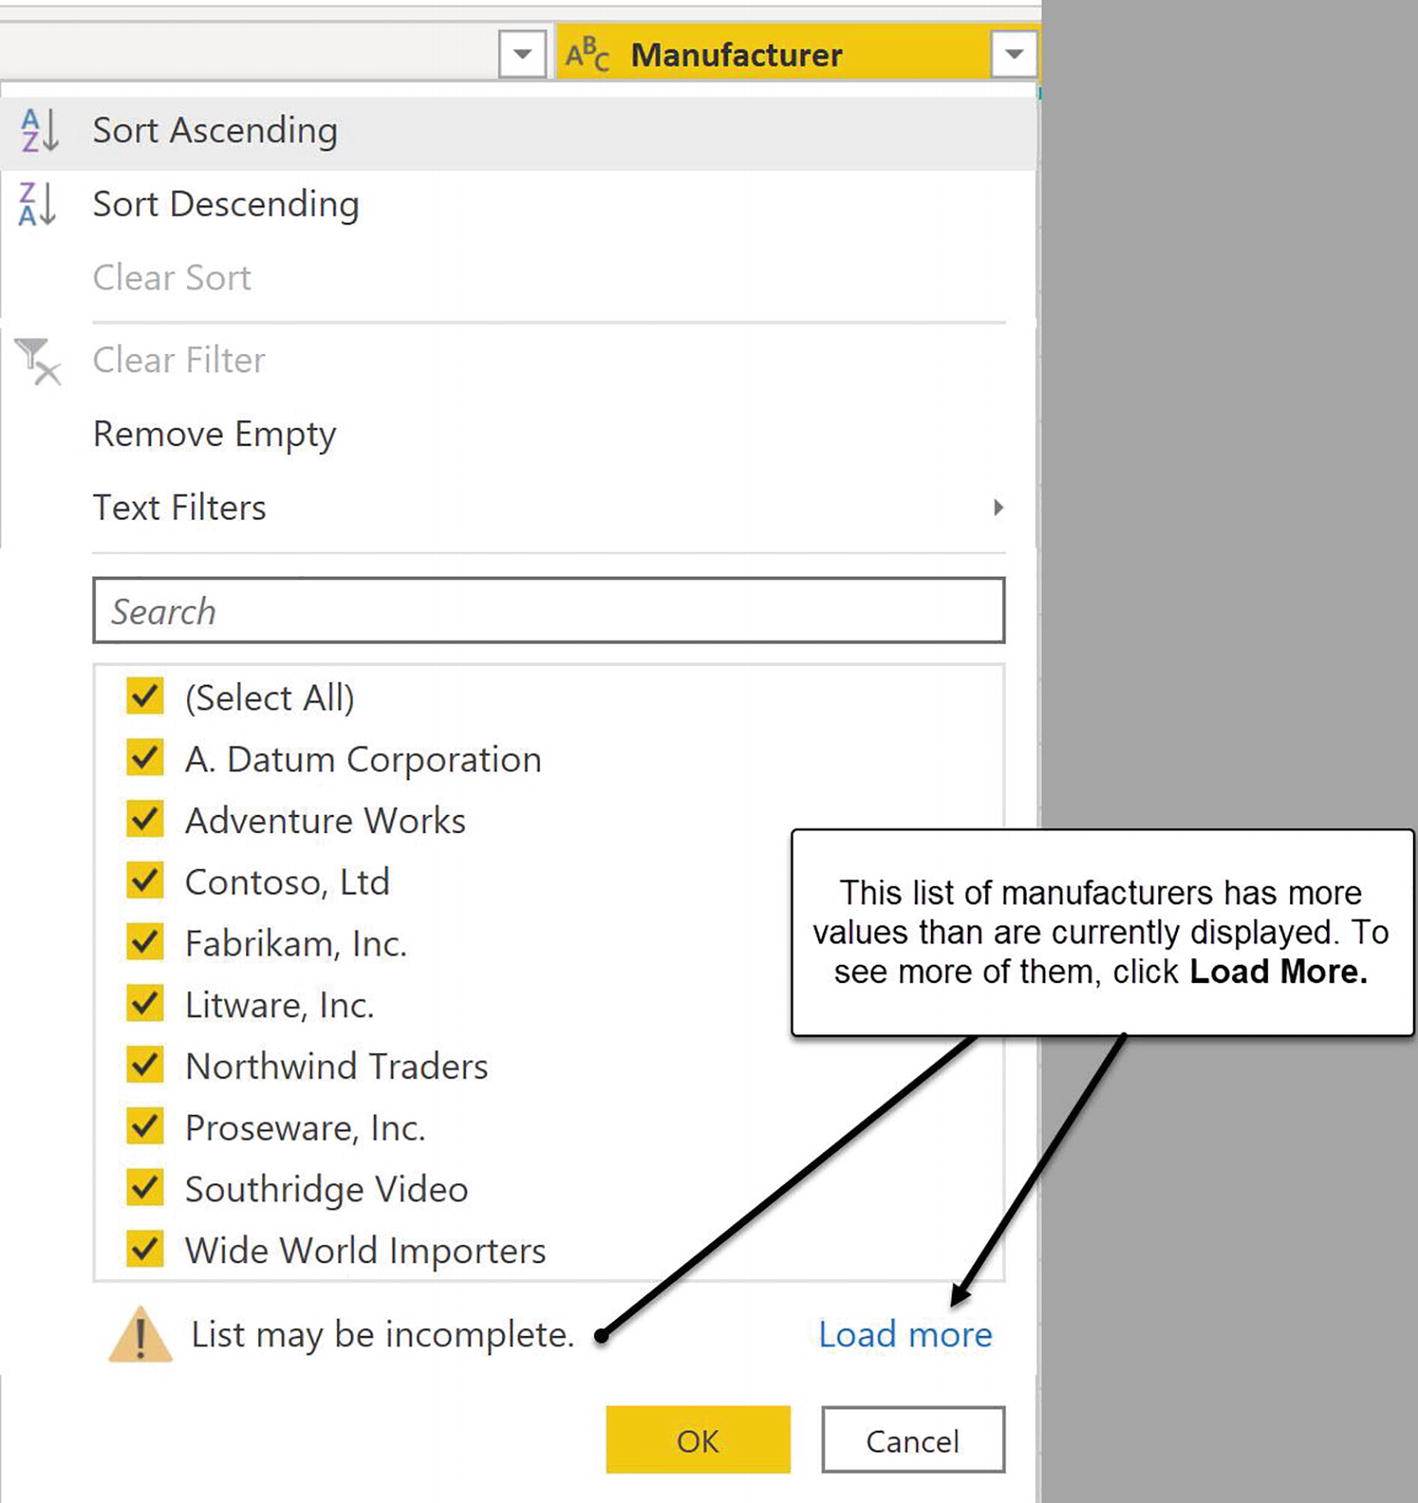 ABC Manufacturer
AZ Sort Ascending
ZA Sort Descending
Clear Sort
Clear Filter
Remove Empty
Text Filters
Search
(Select All)
A. Datum Corporation
Adventure Works
Contoso, Ltd
Fabrikam, Inc.
Litware, Inc.
Northwind Traders
Proseware, Inc.
Southridge Video
Wide World Importers
This list of manufacturers has more
values than are currently displayed. To
see more of them, click Load More.
! List may be incomplete.
Load more
OK
Cancel